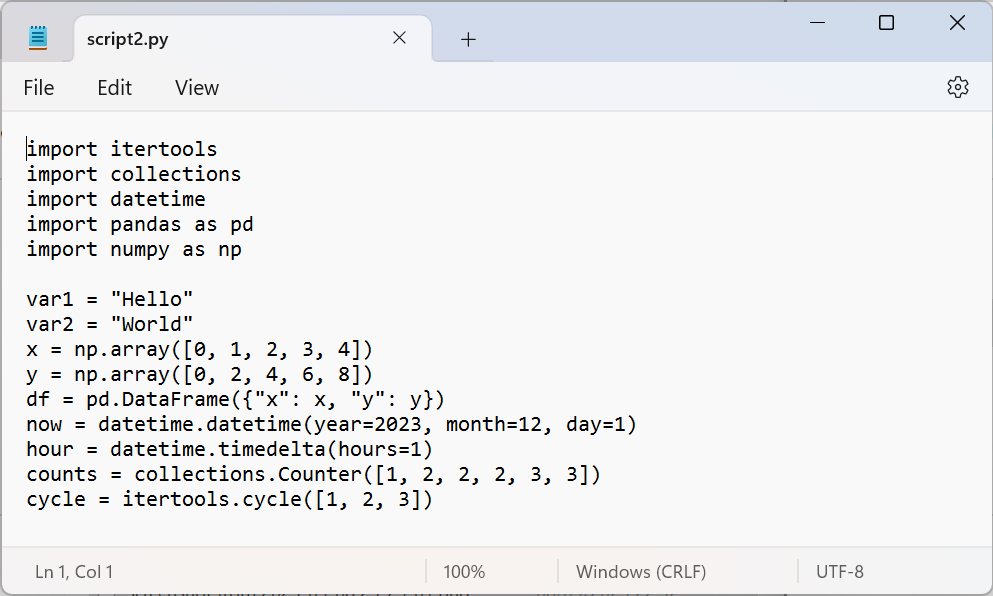 script2.py
File Edit View
import itertools
import collections
import datetime
import pandas as pd
import numpy as np
var1 = "Hello"
var2 = "World"
x = np.array([0, 1, 2, 3, 4])
y = np.array([0, 2, 4, 6, 8])
df = pd.DataFrame({"x": x, "y": y})
now = datetime.datetime(year=2023, month=12, day=1)
hour = datetime.timedelta(hours=1)
counts = collections.Counter([1, 2, 2, 2, 3, 3])
cycle = itertools.cycle([1, 2, 3])
Ln 1, Col 1 100% Windows (CRLF) UTF-8